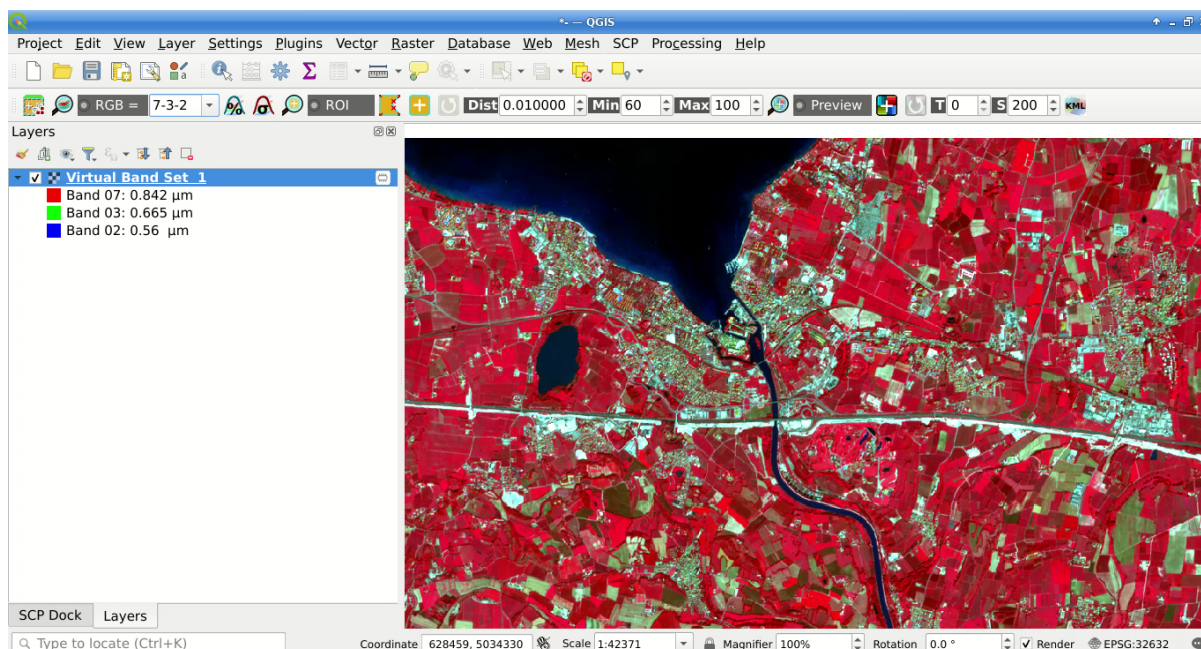 *- — QGIS
Project Edit View Layer Settings Plugins Vector Raster Database Web Mesh SCP Processing Help
RGB = 7-3-2 ROI Dist 0.010000 Min 60 Max 100 Preview T 0 S 200 KML
Layers
Virtual Band Set 1
Band 07: 0.842 µm
Band 03: 0.665 µm
Band 02: 0.56 µm
SCP Dock Layers
Type to locate (Ctrl+K) Coordinate 628459, 5034330 Scale 1:42371 Magnifier 100% Rotation 0.0 ° Render EPSG:32632